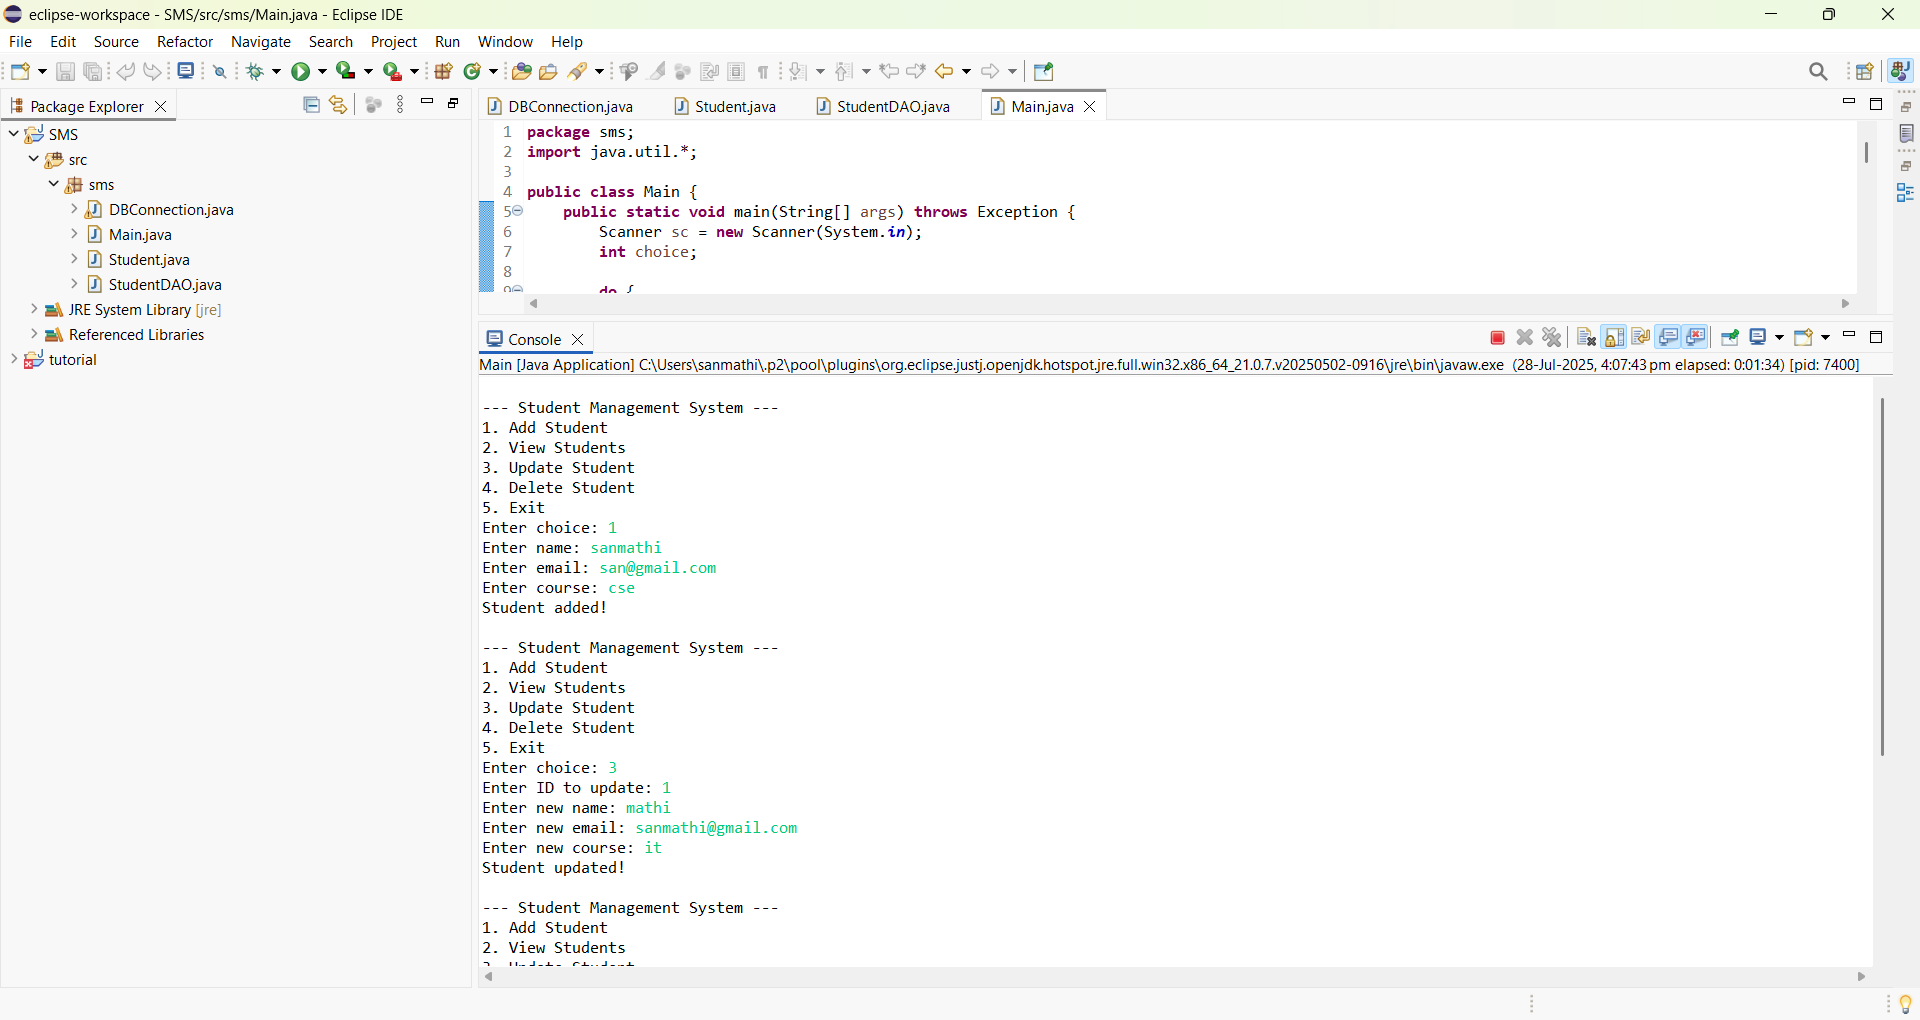 eclipse-workspace - SMS/src/sms/Main.java - Eclipse IDE
File Edit Source Refactor Navigate Search Project Run Window Help
Package Explorer
SMS
src
sms
DBConnection.java
Main.java
Student.java
StudentDAO.java
JRE System Library [jre]
Referenced Libraries
tutorial
DBConnection.java Student.java StudentDAO.java Main.java
1 package sms;
2 import java.util.*;
3
4 public class Main {
5 public static void main(String[] args) throws Exception {
6 Scanner sc = new Scanner(System.in);
7 int choice;
8
9 do {
Console
Main [Java Application] C:\Users\sanmathi\.p2\pool\plugins\org.eclipse.justj.openjdk.hotspot.jre.full.win32.x86_64_21.0.7.v20250502-0916\jre\bin\javaw.exe (28-Jul-2025, 4:07:43 pm elapsed: 0:01:34) [pid: 7400]
--- Student Management System ---
1. Add Student
2. View Students
3. Update Student
4. Delete Student
5. Exit
Enter choice: 1
Enter name: sanmathi
Enter email: san@gmail.com
Enter course: cse
Student added!
--- Student Management System ---
1. Add Student
2. View Students
3. Update Student
4. Delete Student
5. Exit
Enter choice: 3
Enter ID to update: 1
Enter new name: mathi
Enter new email: sanmathi@gmail.com
Enter new course: it
Student updated!
--- Student Management System ---
1. Add Student
2. View Students
3. Update Student